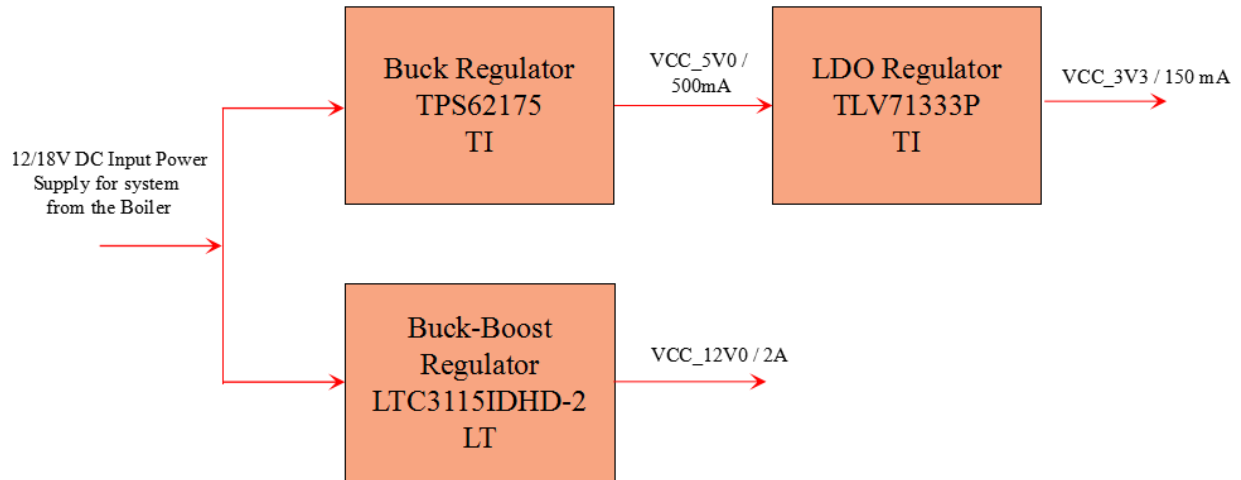 12/18V DC Input Power
Supply for system
from the Boiler
Buck Regulator
TPS62175
TI
VCC_5V0 /
500mA
LDO Regulator
TLV71333P
TI
VCC_3V3 / 150 mA
Buck-Boost
Regulator
LTC3115IDHD-2
LT
VCC_12V0 / 2A